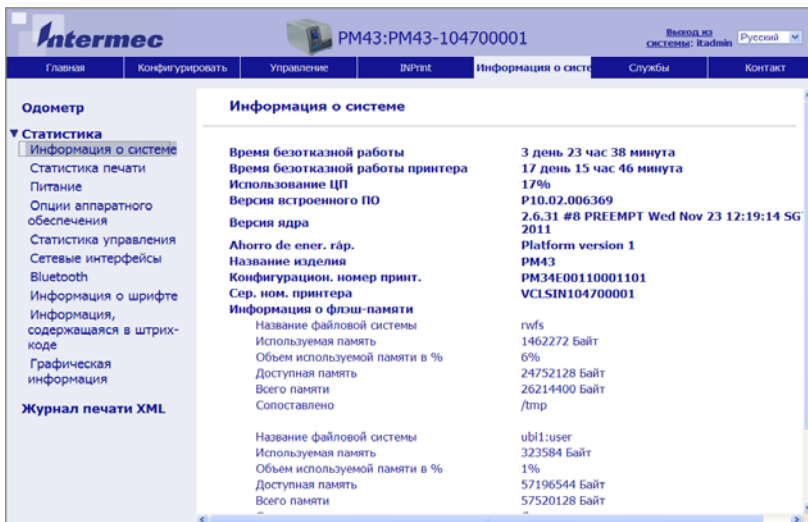 Intermec
PM43:PM43-104700001
Выход из
системы: itadmin
Русский
Главная
Конфигурировать
Управление
INPrint
Информация о систе
Службы
Контакт
Одометр
Статистика
Информация о системе
Статистика печати
Питание
Опции аппаратного
обеспечения
Статистика управления
Сетевые интерфейсы
Bluetooth
Информация о шрифте
Информация,
содержащаяся в штрих-
коде
Графическая
информация
Журнал печати XML
Информация о системе
Время безотказной работы 3 день 23 час 38 минута
Время безотказной работы принтера 17 день 15 час 46 минута
Использование ЦП 17%
Версия встроенного ПО P10.02.006369
Версия ядра 2.6.31 #8 PREEMPT Wed Nov 23 12:19:14 SGT
2011
Ahorro de ener. ráp. Platform version 1
Название изделия PM43
Конфигурацион. номер принт. PM34E00110001101
Сер. ном. принтера VCLSIN104700001
Информация о флэш-памяти
Название файловой системы rwfs
Используемая память 1462272 Байт
Объем используемой памяти в % 6%
Доступная память 24752128 Байт
Всего памяти 26214400 Байт
Сопоставлено /tmp
Название файловой системы ubl1:user
Используемая память 323584 Байт
Объем используемой памяти в % 1%
Доступная память 57196544 Байт
Всего памяти 57520128 Байт